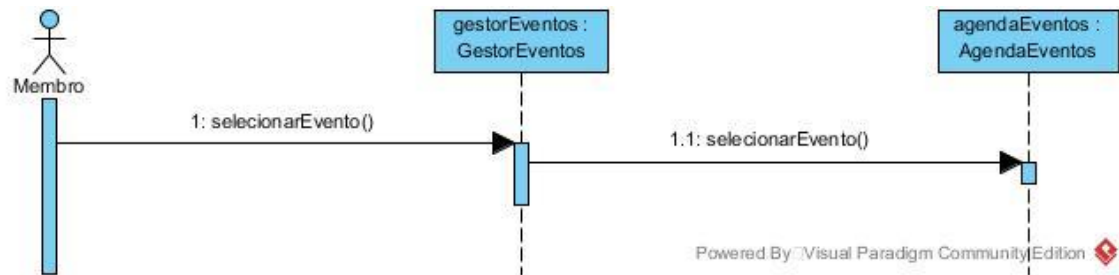 gestorEventos :
GestorEventos
agendaEventos :
AgendaEventos
Membro
1: selecionarEvento()
1.1: selecionarEvento()
Powered By Visual Paradigm Community Edition